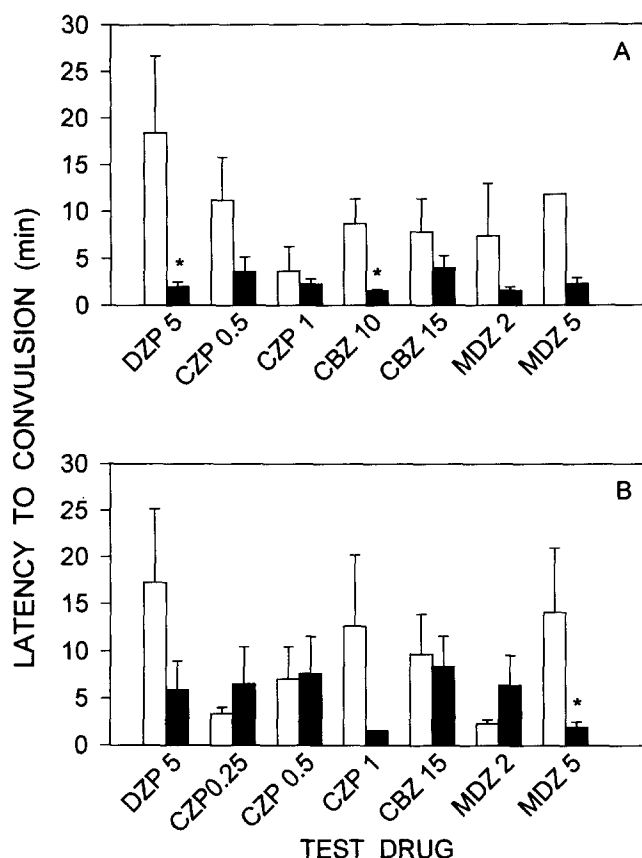 LATENCY TO CONVULSION (min)
A
30
25
20
15
10
5
0
*
*
DZP 5
CZP 0.5
CZP 1
CBZ 10
CBZ 15
MDZ 2
MDZ 5
B
30
25
20
15
10
5
0
*
DZP 5
CZP0.25
CZP 0.5
CZP 1
CBZ 15
MDZ 2
MDZ 5
TEST DRUG